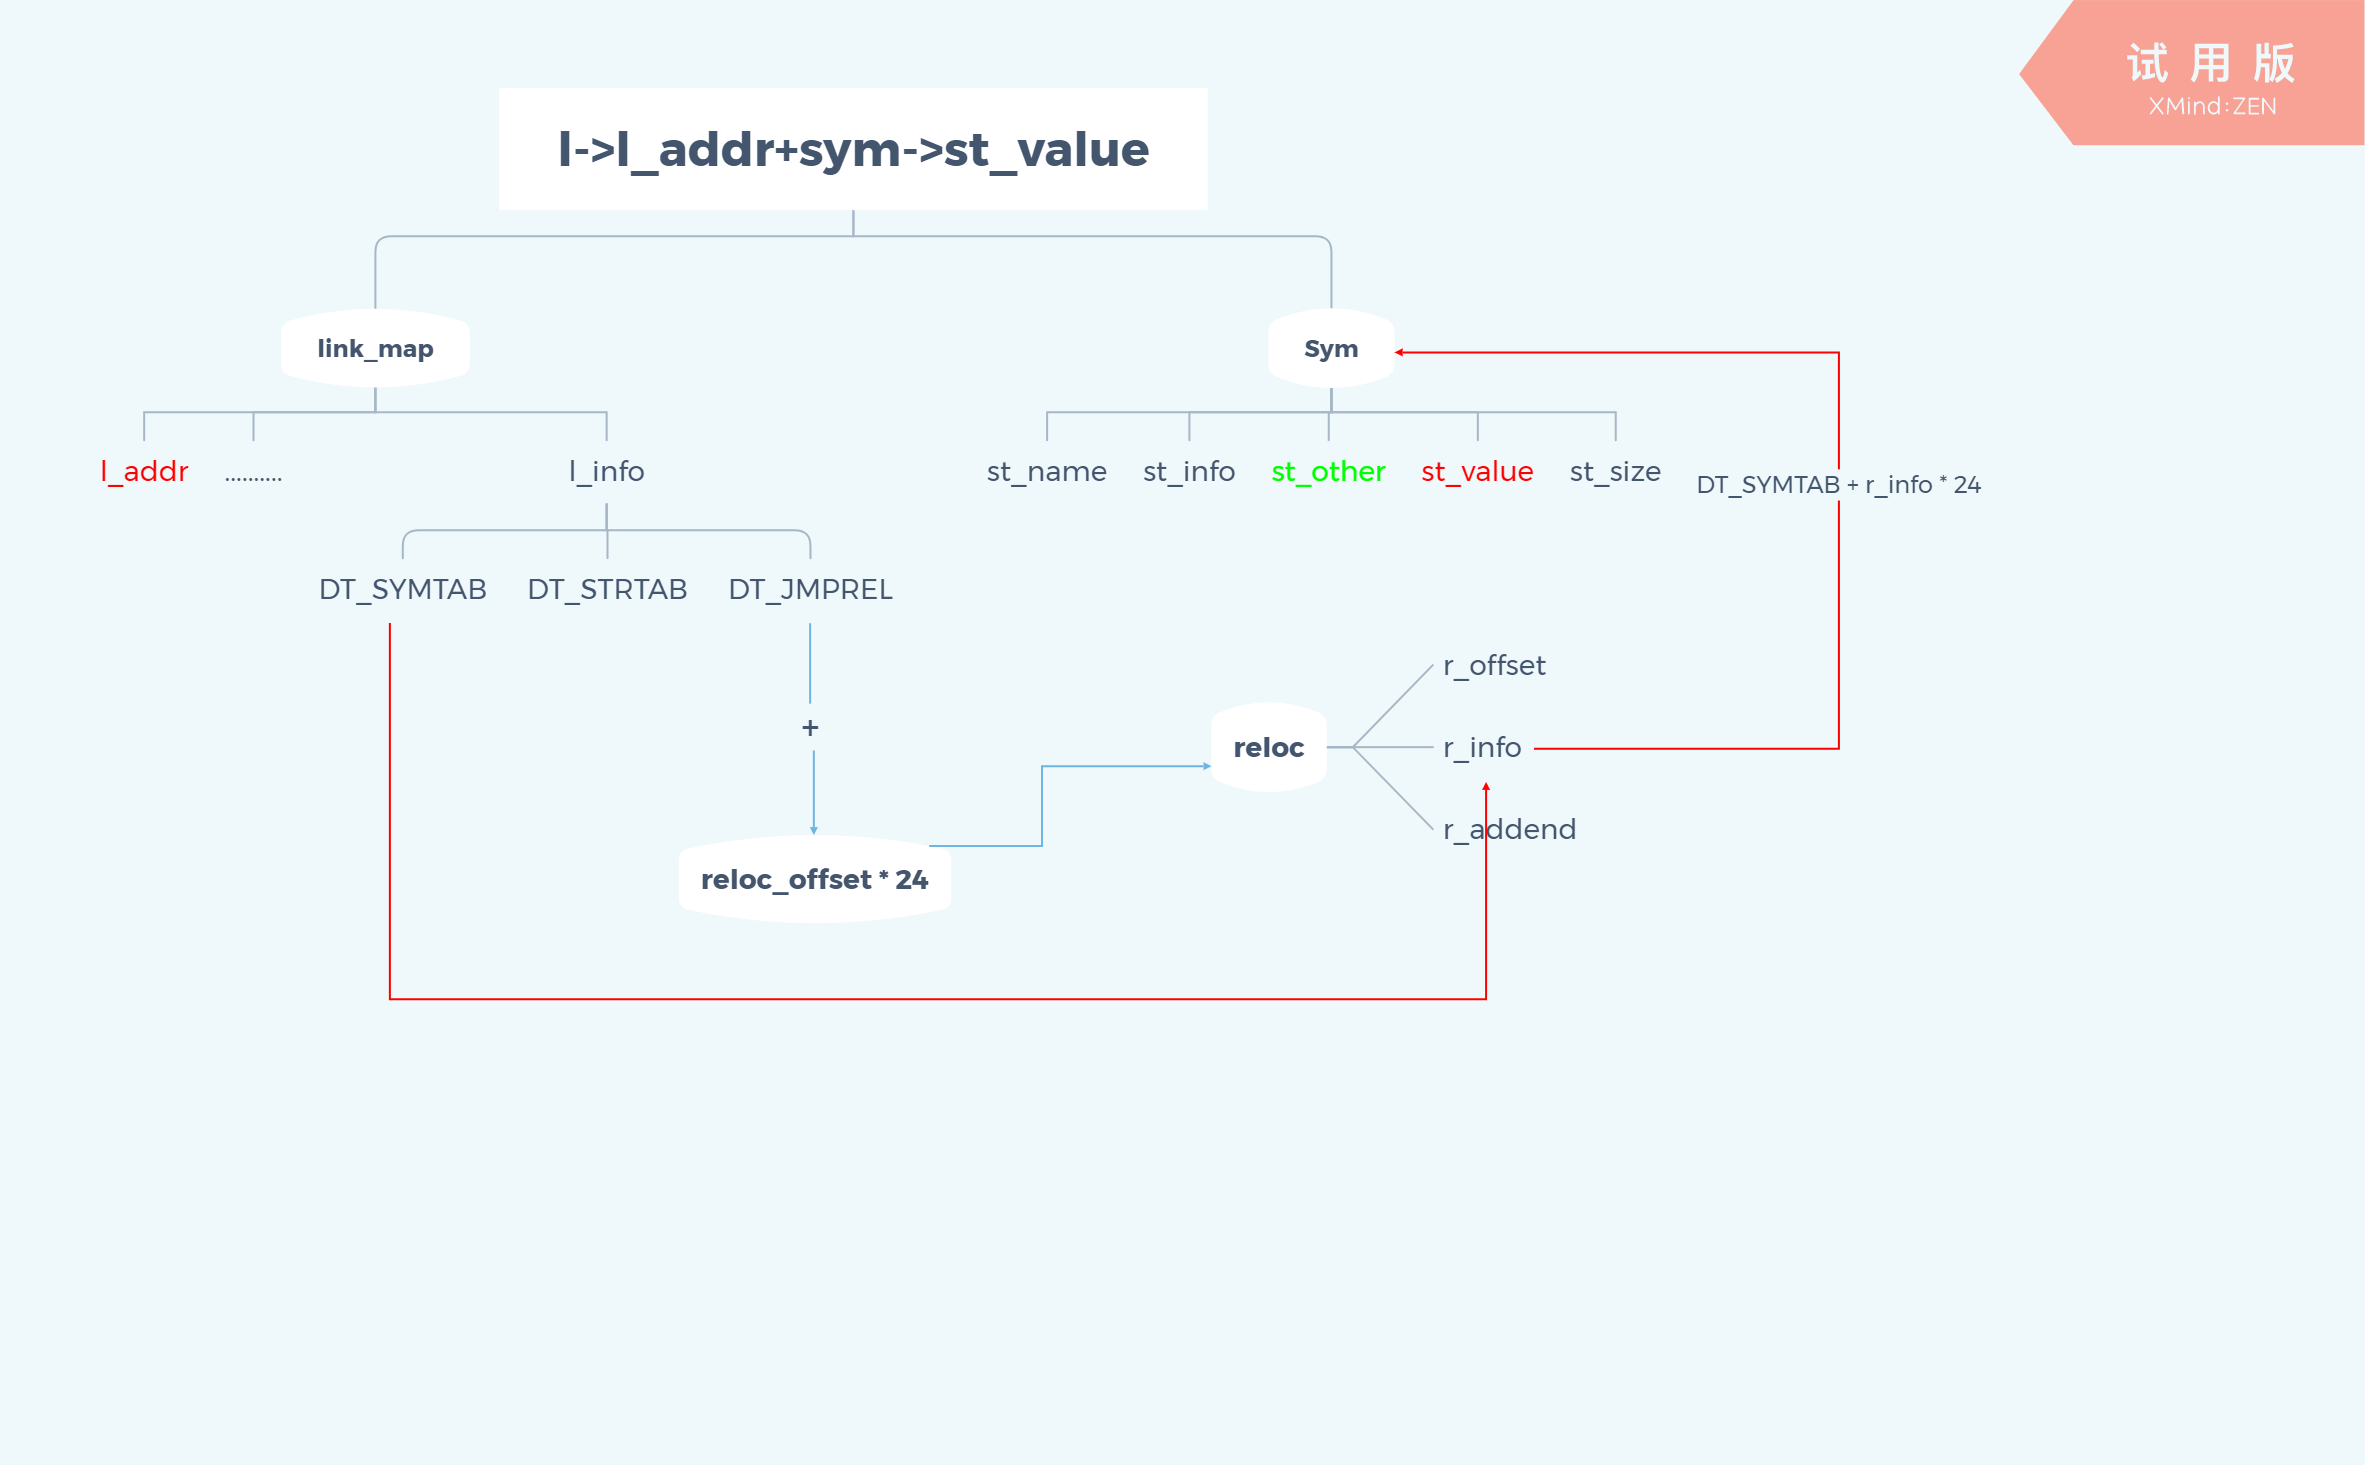 试用版
XMind:ZEN
l->l_addr+sym->st_value
link_map
Sym
l_addr
..........
l_info
st_name
st_info
st_other
st_value
st_size
DT_SYMTAB + r_info * 24
DT_SYMTAB
DT_STRTAB
DT_JMPREL
r_offset
+
reloc
r_info
r_addend
reloc_offset * 24